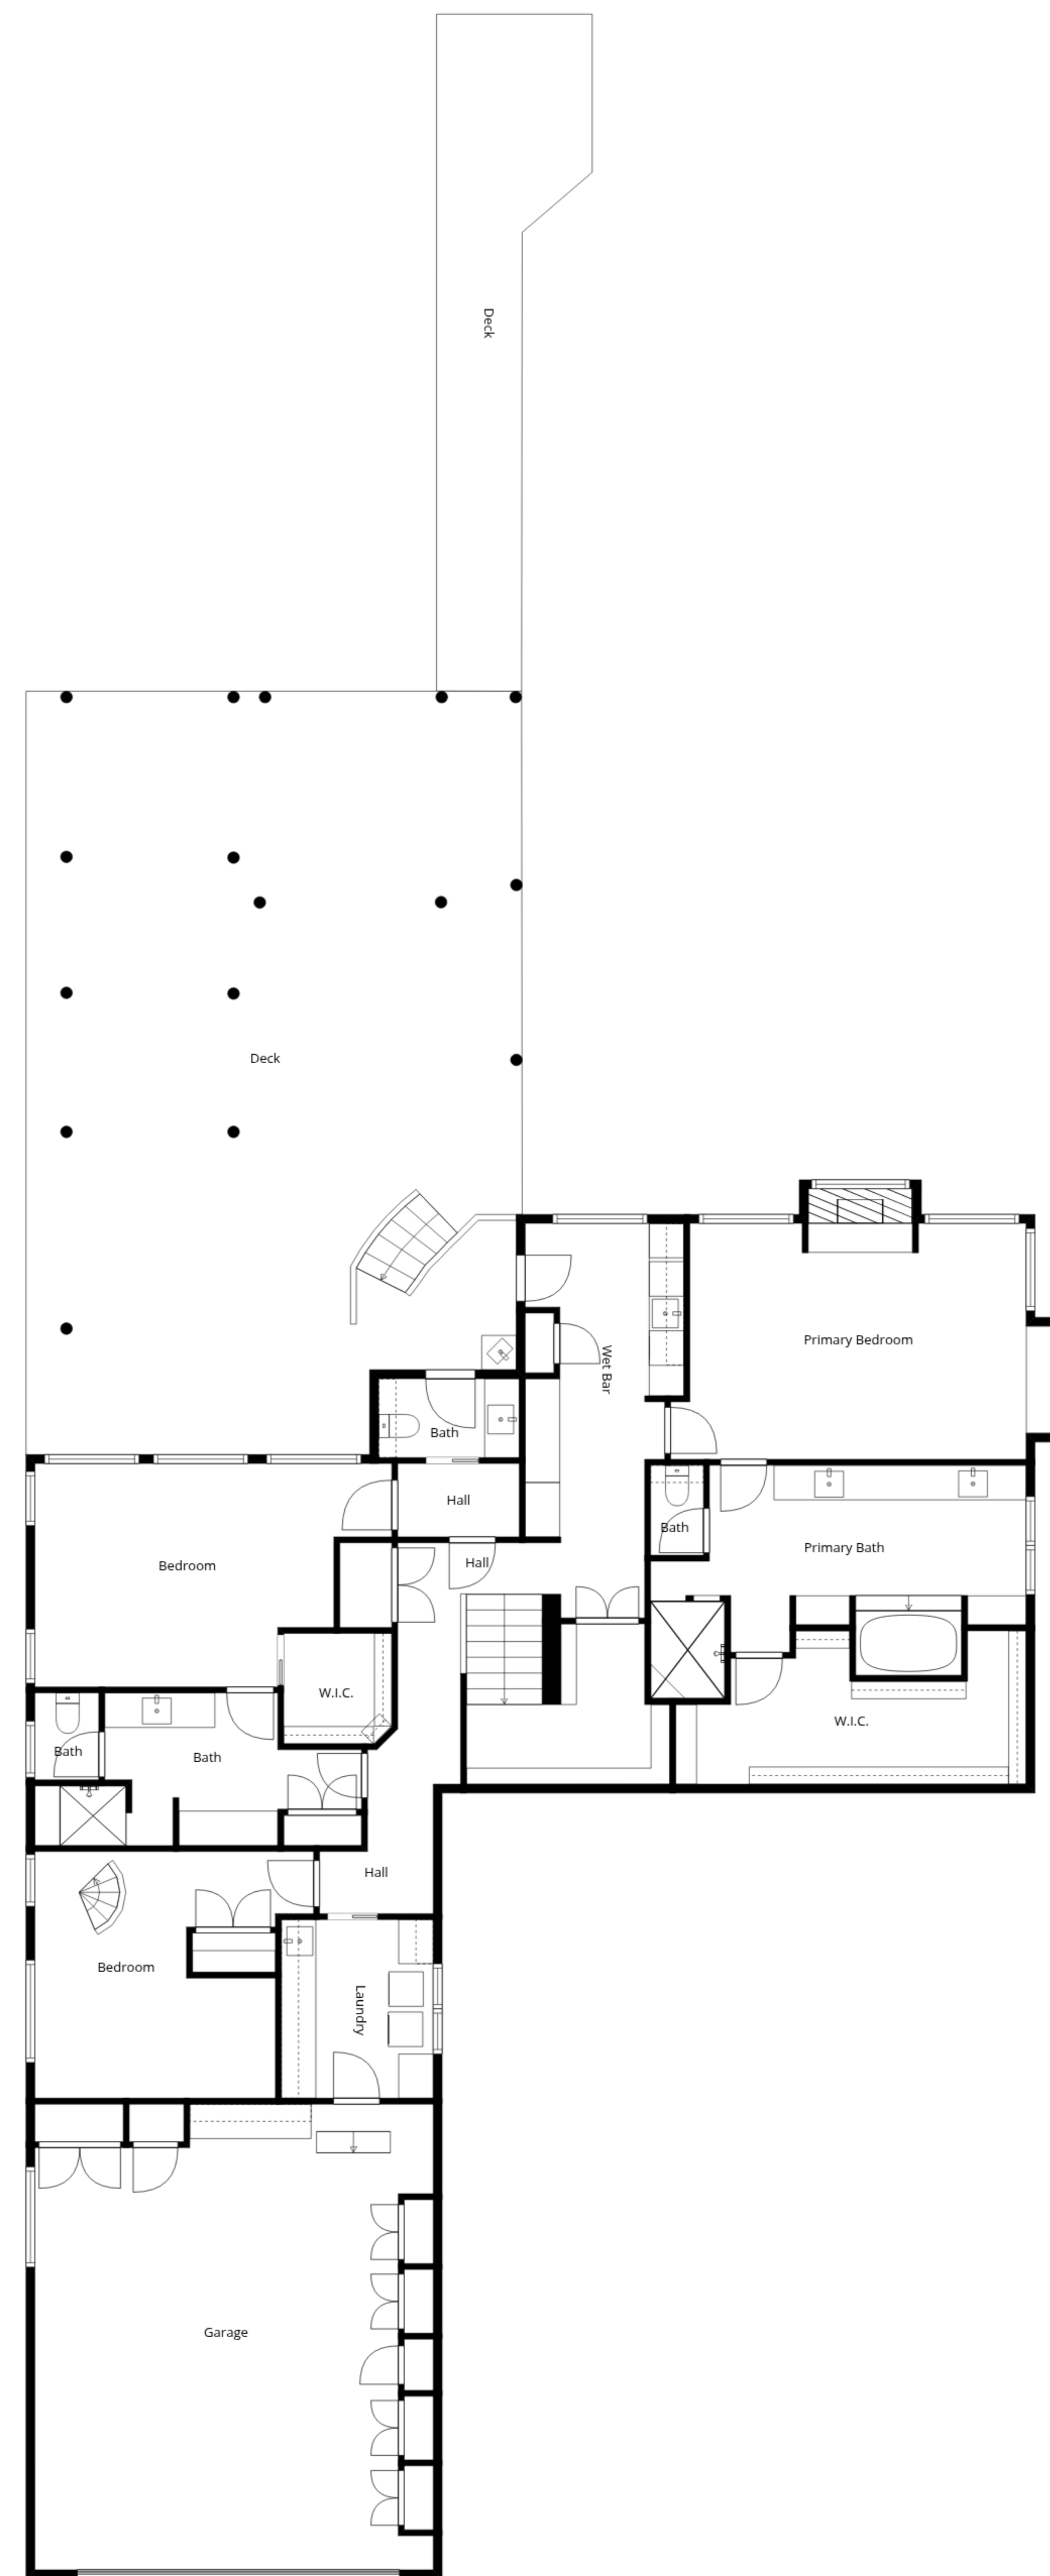 Deck
Deck
Primary Bedroom
Wet Bar
Bath
Hall
Bath
Primary Bath
Hall
Bedroom
W.I.C.
W.I.C.
Bath
Bath
Hall
Bedroom
Laundry
Garage